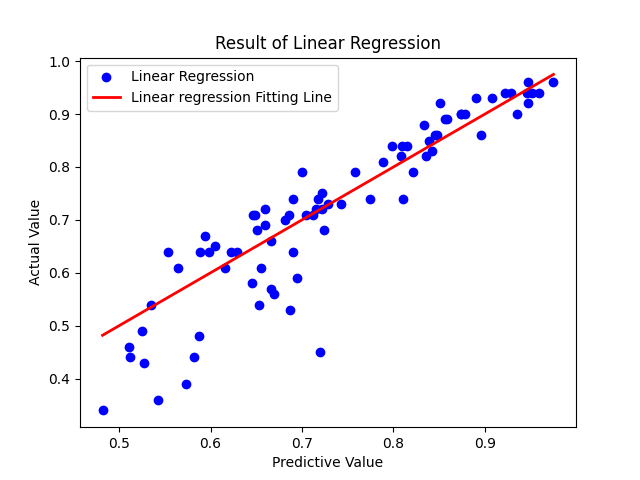 Result of Linear Regression
Linear Regression
Linear regression Fitting Line
Actual Value
1.0
0.9
0.8
0.7
0.6
0.5
0.4
0.5 0.6 0.7 0.8 0.9
Predictive Value